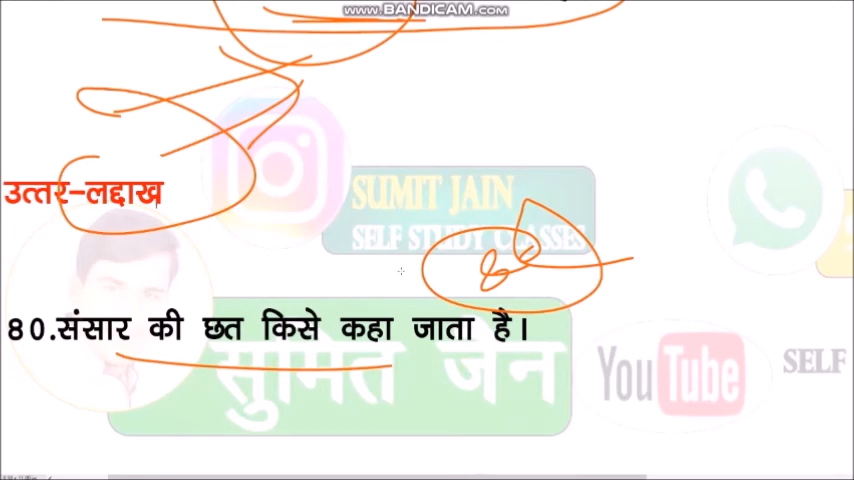 www.BANDICAM.com
SUMIT JAIN
SELF STUDY CLASSES
उत्तर-लद्दाख
80.संसार की छत किसे कहा जाता है।
सुमित जैन
YouTube
SELF